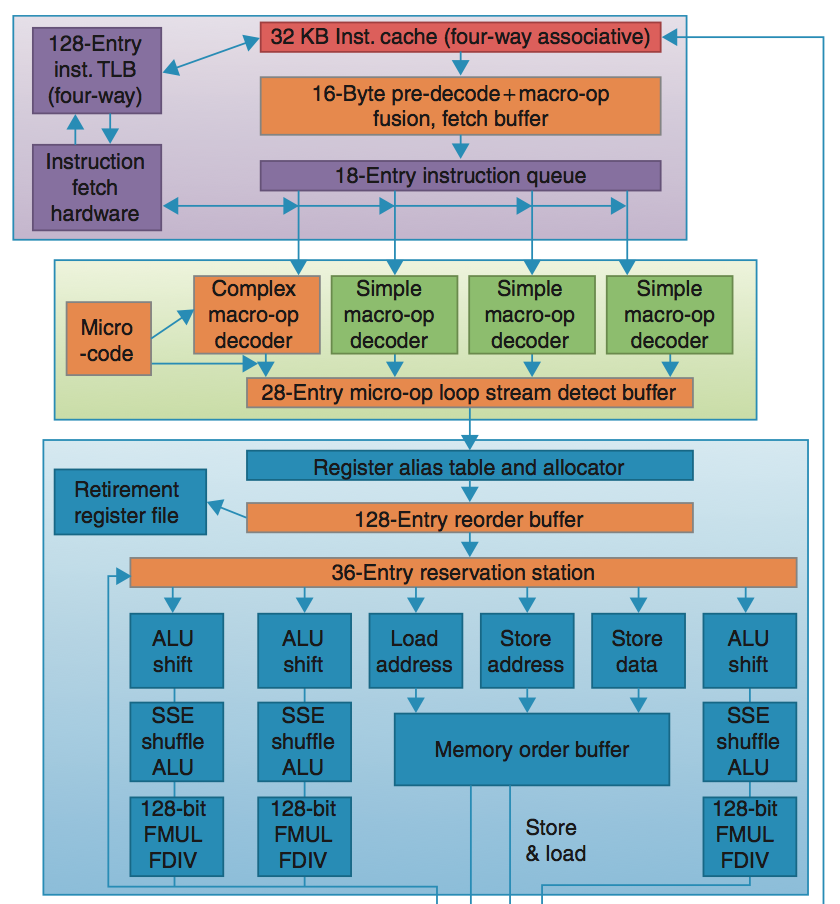 128-Entry
inst. TLB
(four-way)
32 KB Inst. cache (four-way associative)
16-Byte pre-decode+macro-op
fusion, fetch buffer
Instruction
fetch
hardware
18-Entry instruction queue
Micro
-code
Complex
macro-op
decoder
Simple
macro-op
decoder
Simple
macro-op
decoder
Simple
macro-op
decoder
28-Entry micro-op loop stream detect buffer
Register alias table and allocator
Retirement
register file
128-Entry reorder buffer
36-Entry reservation station
ALU
shift
ALU
shift
Load
address
Store
address
Store
data
ALU
shift
SSE
shuffle
ALU
SSE
shuffle
ALU
Memory order buffer
SSE
shuffle
ALU
128-bit
FMUL
FDIV
128-bit
FMUL
FDIV
Store
& load
128-bit
FMUL
FDIV